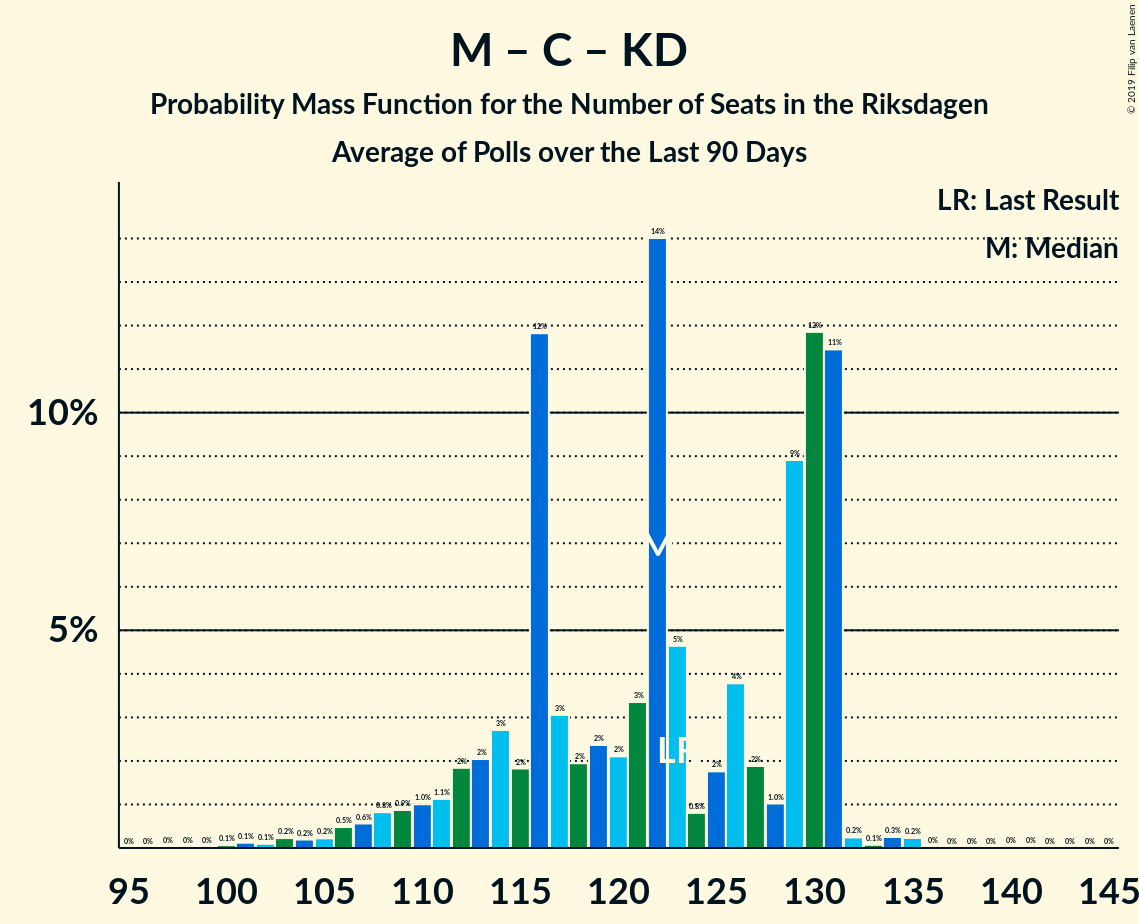 M – C – KD
Probability Mass Function for the Number of Seats in the Riksdagen
Average of Polls over the Last 90 Days
© 2019 Filip van Laenen
LR: Last Result
M: Median
10%
5%
0% 0% 0% 0% 0% 0.1% 0.1% 0.1% 0.2% 0.2% 0.2% 0.5% 0.6% 0.8% 0.9% 1.0% 1.1% 2% 2% 3% 2% 12% 3% 2% 2% 2% 3% 14% 5% 0.8% 2% 4% 2% 1.0% 9% 12% 11% 0.2% 0.1% 0.3% 0.2% 0% 0% 0% 0% 0% 0% 0% 0% 0% 0%
M
LR
95 100 105 110 115 120 125 130 135 140 145